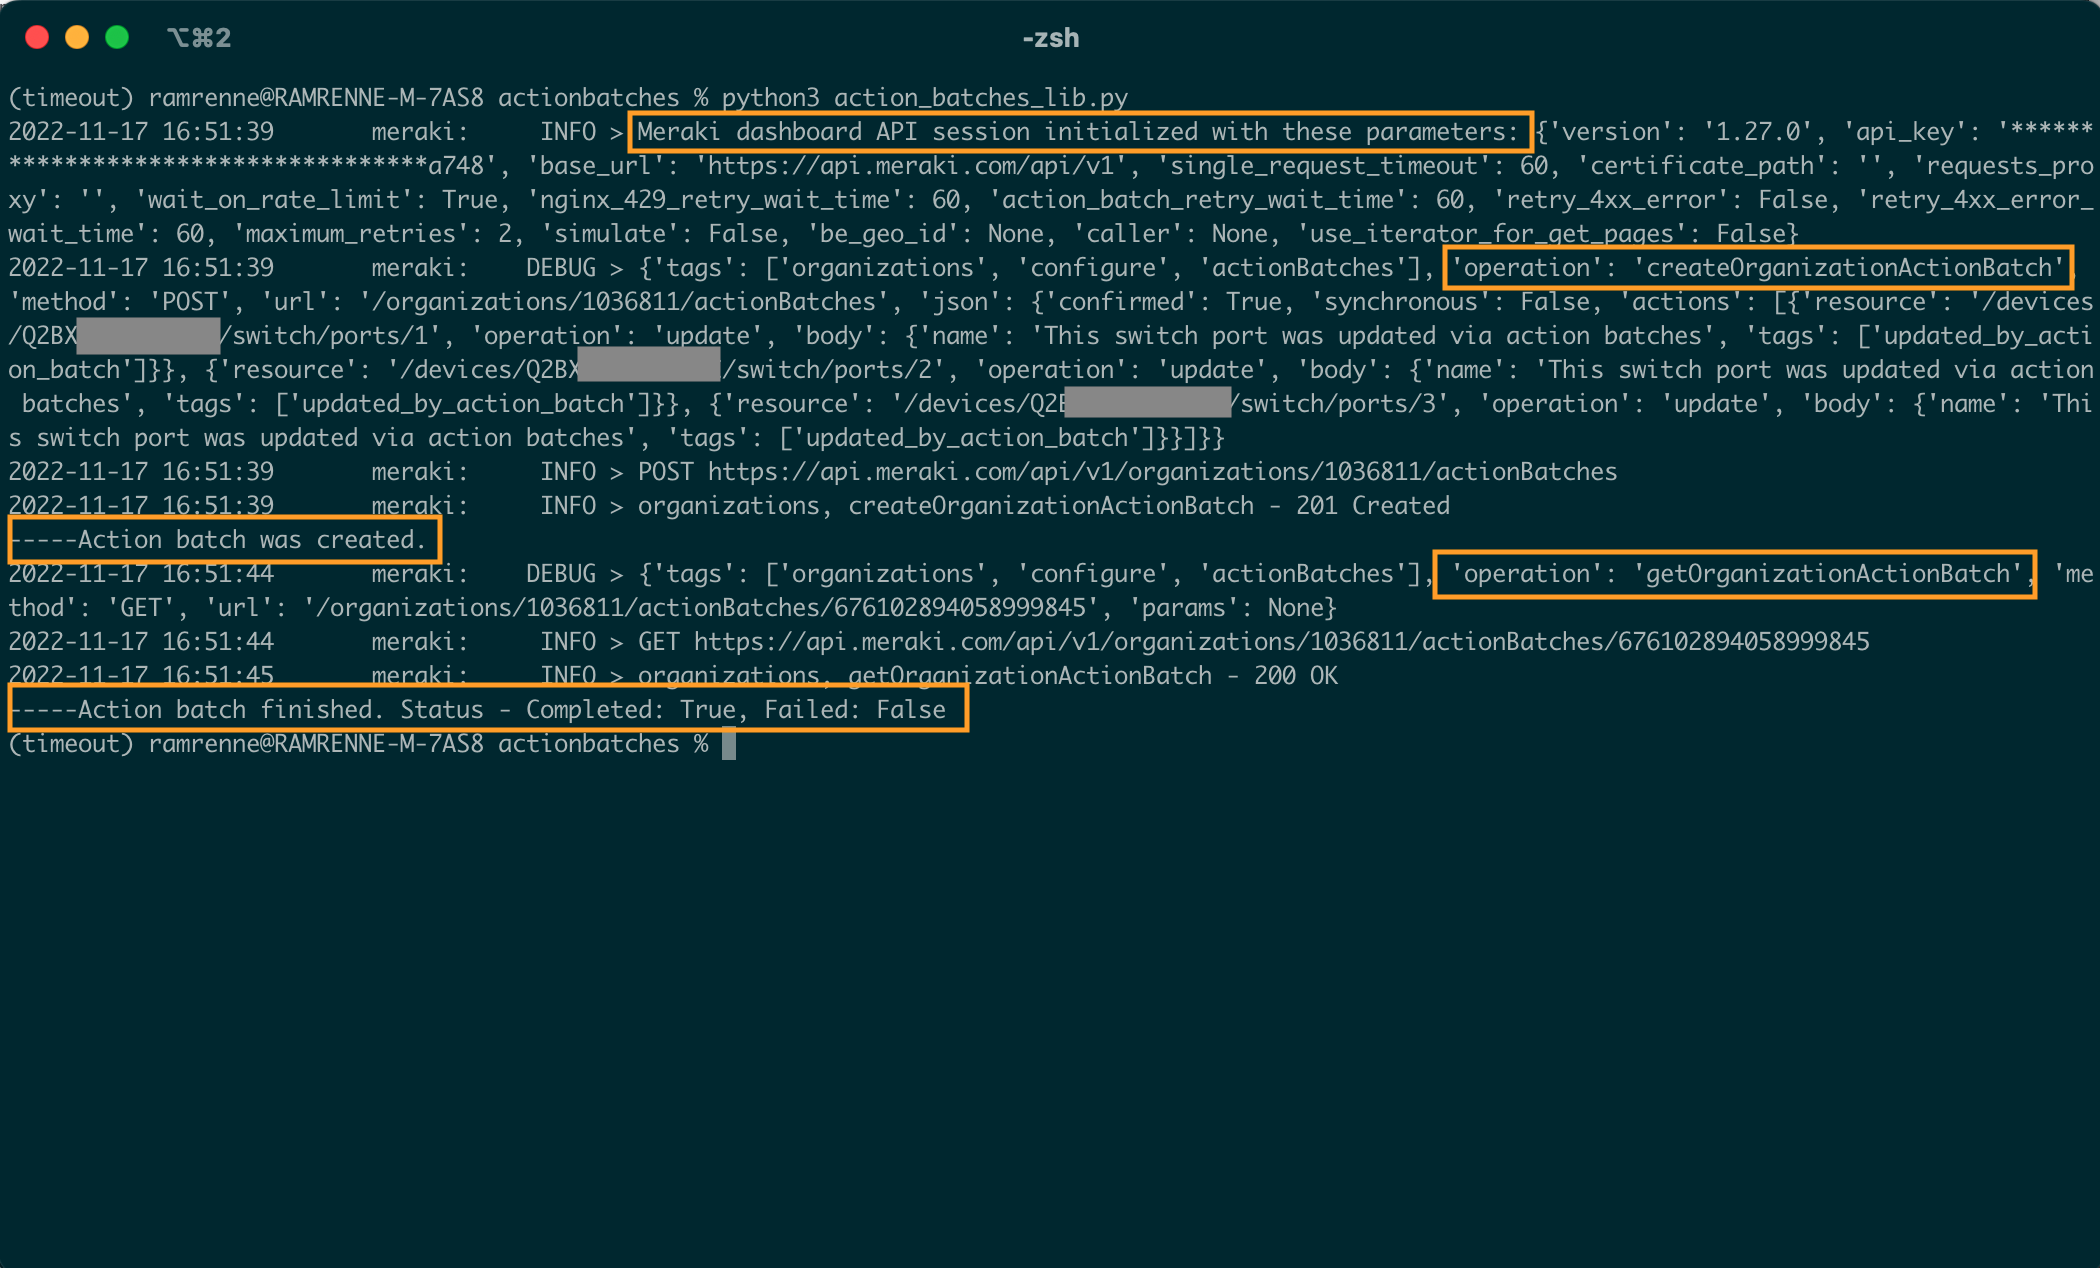 ⌥⌘2
-zsh
(timeout) ramrenne@RAMRENNE-M-7AS8 actionbatches % python3 action_batches_lib.py
2022-11-17 16:51:39       meraki:     INFO > Meraki dashboard API session initialized with these parameters: {'version': '1.27.0', 'api_key': '******
******************************a748', 'base_url': 'https://api.meraki.com/api/v1', 'single_request_timeout': 60, 'certificate_path': '', 'requests_pro
xy': '', 'wait_on_rate_limit': True, 'nginx_429_retry_wait_time': 60, 'action_batch_retry_wait_time': 60, 'retry_4xx_error': False, 'retry_4xx_error_
wait_time': 60, 'maximum_retries': 2, 'simulate': False, 'be_geo_id': None, 'caller': None, 'use_iterator_for_get_pages': False}
2022-11-17 16:51:39       meraki:    DEBUG > {'tags': ['organizations', 'configure', 'actionBatches'], 'operation': 'createOrganizationActionBatch',
'method': 'POST', 'url': '/organizations/1036811/actionBatches', 'json': {'confirmed': True, 'synchronous': False, 'actions': [{'resource': '/devices
/Q2BX /switch/ports/1', 'operation': 'update', 'body': {'name': 'This switch port was updated via action batches', 'tags': ['updated_by_acti
on_batch']}}, {'resource': '/devices/Q2BX /switch/ports/2', 'operation': 'update', 'body': {'name': 'This switch port was updated via action
 batches', 'tags': ['updated_by_action_batch']}}, {'resource': '/devices/Q2B /switch/ports/3', 'operation': 'update', 'body': {'name': 'Thi
s switch port was updated via action batches', 'tags': ['updated_by_action_batch']}}]}}
2022-11-17 16:51:39       meraki:     INFO > POST https://api.meraki.com/api/v1/organizations/1036811/actionBatches
2022-11-17 16:51:39       meraki:     INFO > organizations, createOrganizationActionBatch - 201 Created
-----Action batch was created.
2022-11-17 16:51:44       meraki:    DEBUG > {'tags': ['organizations', 'configure', 'actionBatches'], 'operation': 'getOrganizationActionBatch', 'me
thod': 'GET', 'url': '/organizations/1036811/actionBatches/676102894058999845', 'params': None}
2022-11-17 16:51:44       meraki:     INFO > GET https://api.meraki.com/api/v1/organizations/1036811/actionBatches/676102894058999845
2022-11-17 16:51:45       meraki:     INFO > organizations, getOrganizationActionBatch - 200 OK
-----Action batch finished. Status - Completed: True, Failed: False
(timeout) ramrenne@RAMRENNE-M-7AS8 actionbatches %